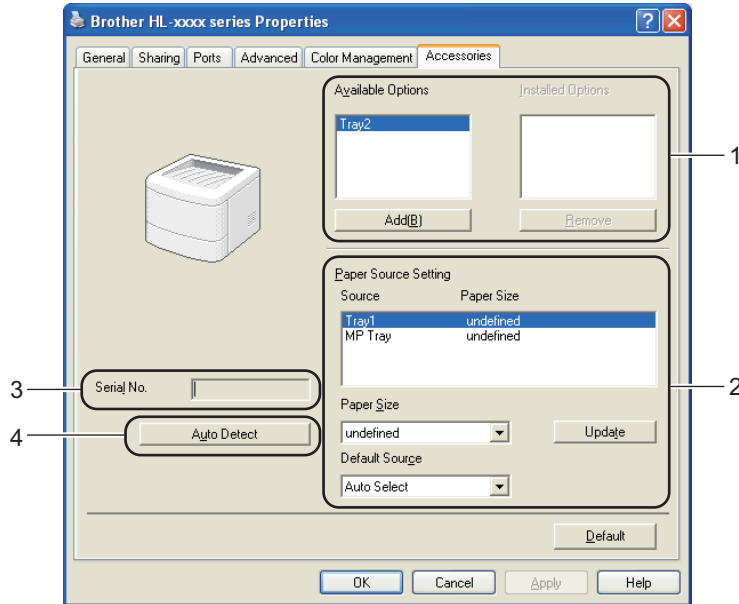 Brother HL-xxxx series Properties
General Sharing Ports Advanced Color Management Accessories
Available Options Installed Options
Tray2
1
Add(B) Remove
Paper Source Setting
Source Paper Size
Tray1 undefined
MP Tray undefined
3 Serial No. 2
Paper Size
4 Auto Detect undefined Update
Default Source
Auto Select
Default
OK Cancel Apply Help